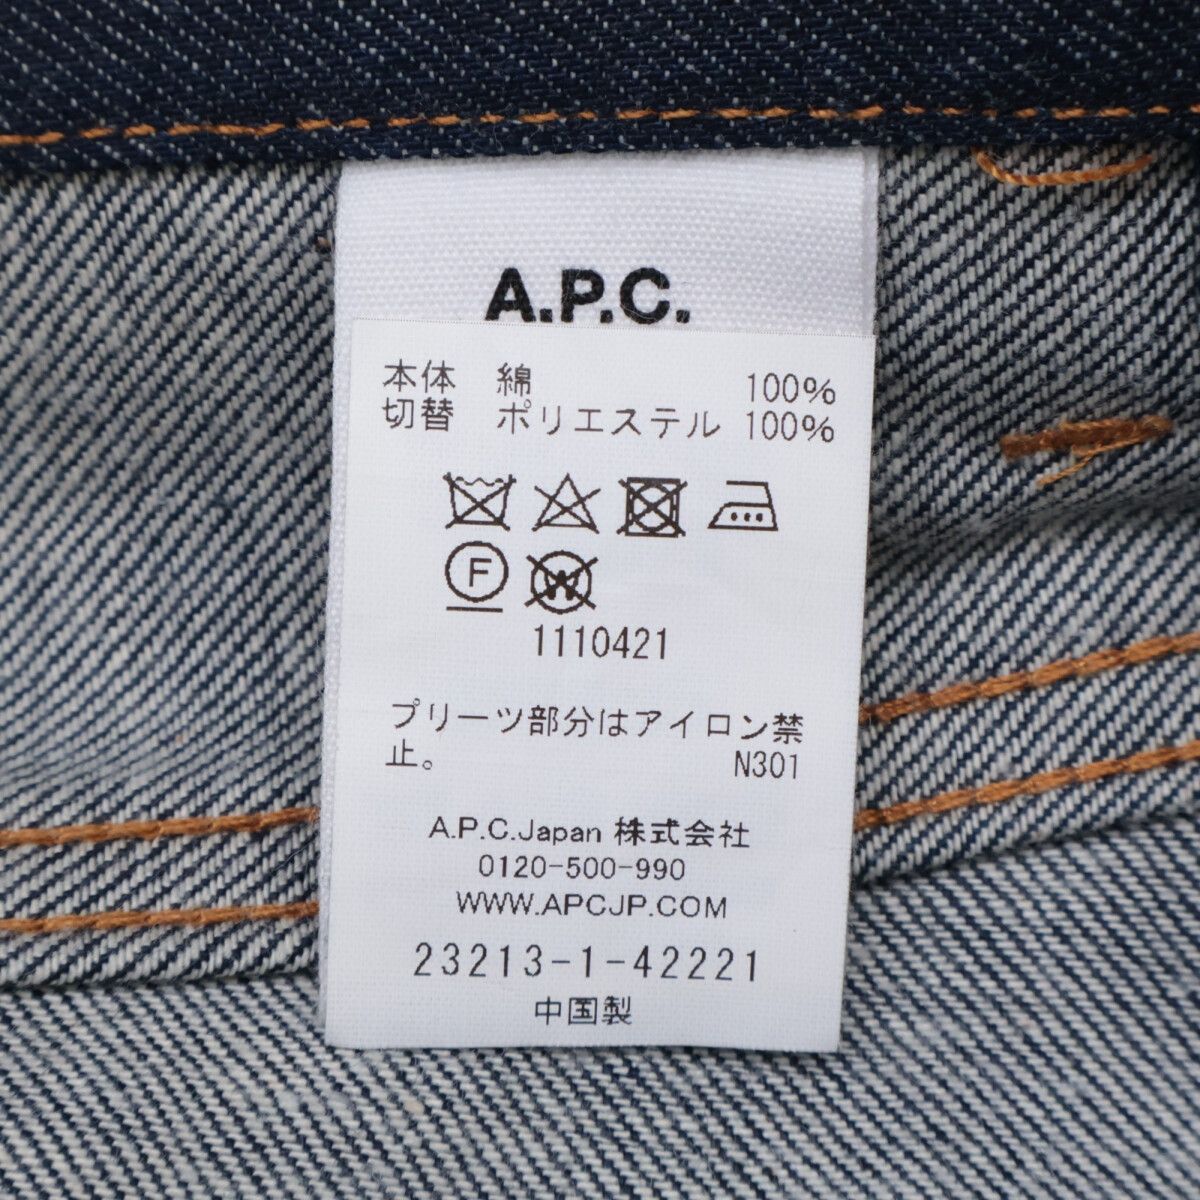 A.P.C.
本体 綿 100%
切替 ポリエステル 100%
F
W
1110421
プリーツ部分はアイロン禁
止。 N301
A.P.C.Japan 株式会社
0120-500-990
WWW.APCJP.COM
23213-1-42221
中国製